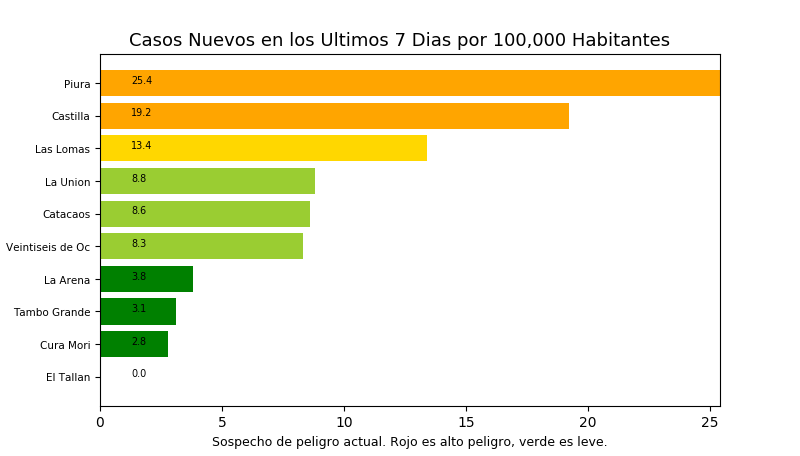 Casos Nuevos en los Ultimos 7 Dias por 100,000 Habitantes
Piura 25.4
Castilla 19.2
Las Lomas 13.4
La Union 8.8
Catacaos 8.6
Veintiseis de Oc 8.3
La Arena 3.8
Tambo Grande 3.1
Cura Mori 2.8
El Tallan 0.0
0 5 10 15 20 25
Sospecho de peligro actual. Rojo es alto peligro, verde es leve.